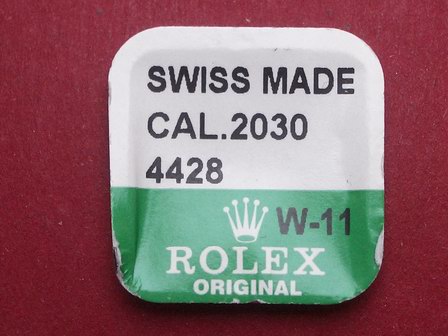 SWISS MADE
CAL.2030
4428
W-11
ROLEX
ORIGINAL